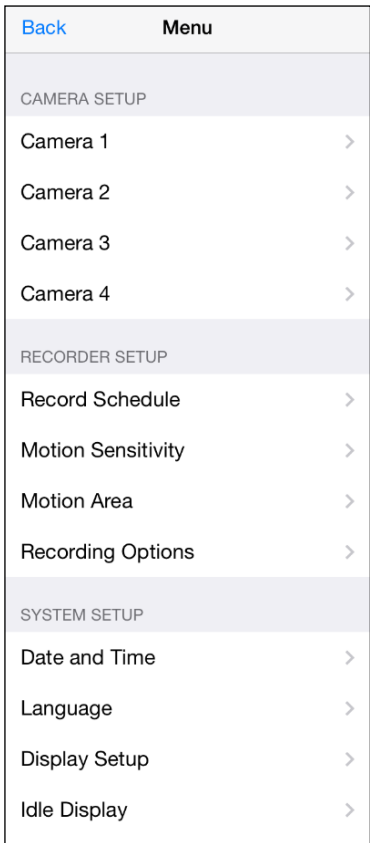 Back Menu
CAMERA SETUP
Camera 1
Camera 2
Camera 3
Camera 4
RECORDER SETUP
Record Schedule
Motion Sensitivity
Motion Area
Recording Options
SYSTEM SETUP
Date and Time
Language
Display Setup
Idle Display